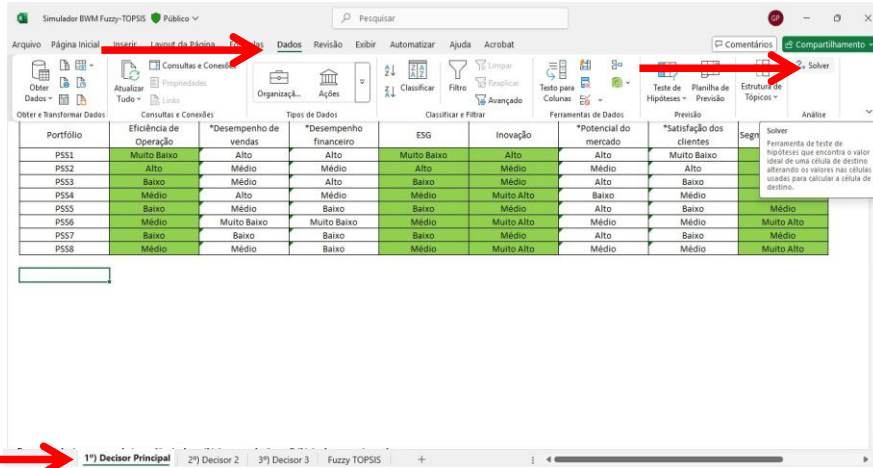 Simulador BWM Fuzzy-TOPSIS Público
Pesquisar
GP
Arquivo Página Inicial Inserir Layout da Página Fórmulas Dados Revisão Exibir Automatizar Ajuda Acrobat
Comentários Compartilhamento
Obter Dados
Atualizar Tudo
Consultas e Conexões
Propriedades
Links
Organizaçã...
Ações
Classificar
Filtro
Limpar
Reaplicar
Avançado
Texto para Colunas
Teste de Hipóteses
Planilha de Previsão
Estrutura de Tópicos
Solver
Obter e Transformar Dados Consultas e Conexões Tipos de Dados Classificar e Filtrar Ferramentas de Dados Previsão Análise
Portfólio Eficiência de Operação *Desempenho de vendas *Desempenho financeiro ESG Inovação *Potencial do mercado *Satisfação dos clientes Segm
PSS1 Muito Baixo Alto Alto Muito Baixo Alto Alto Muito Baixo
PSS2 Alto Médio Médio Alto Médio Médio Alto
PSS3 Baixo Médio Alto Baixo Médio Alto Médio
PSS4 Médio Alto Médio Médio Muito Alto Baixo Médio
PSS5 Baixo Médio Baixo Baixo Médio Alto Baixo Médio
PSS6 Médio Muito Baixo Muito Baixo Médio Muito Alto Médio Médio Muito Alto
PSS7 Baixo Baixo Baixo Baixo Médio Alto Baixo Médio
PSS8 Médio Médio Baixo Médio Muito Alto Médio Médio Muito Alto
Solver
Ferramenta de teste de
hipóteses que encontra o valor
ideal de uma célula de destino
alterando os valores nas células
usadas para calcular a célula de
destino.
1º) Decisor Principal 2º) Decisor 2 3º) Decisor 3 Fuzzy TOPSIS +